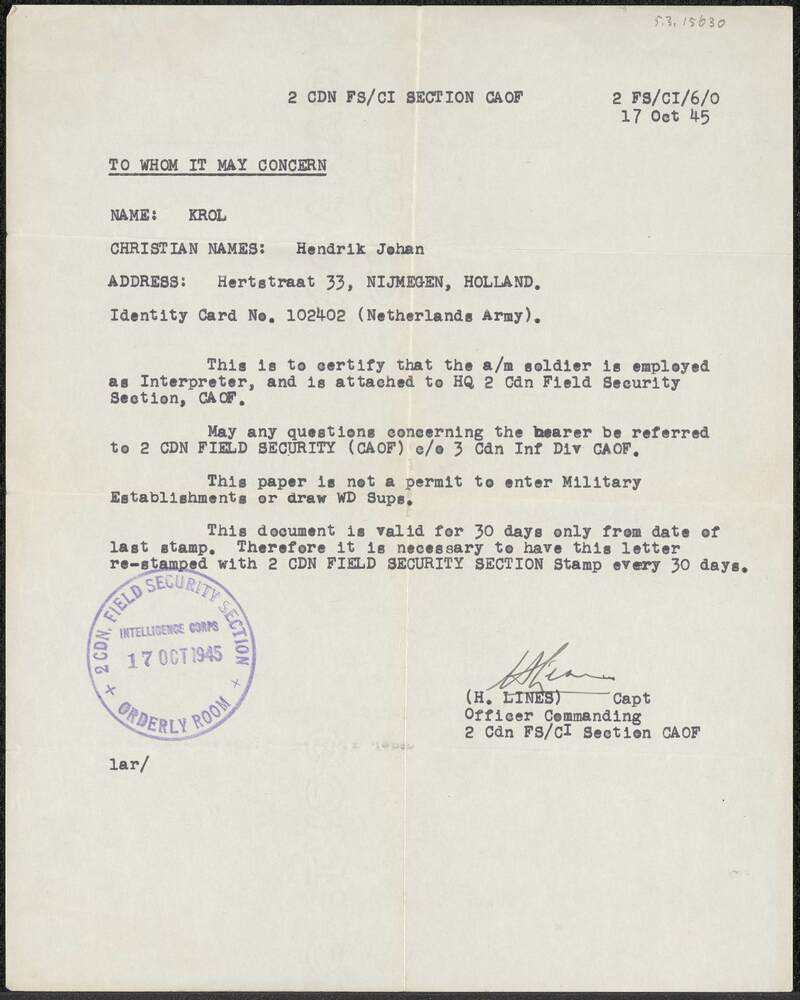 5.3, 15630
2 CDN FS/CI SECTION CAOF
2 FS/CI/6/0
17 Oct 45
TO WHOM IT MAY CONCERN
NAME: KROL
CHRISTIAN NAMES: Hendrik Johan
ADDRESS: Hertstraat 33, NIJMEGEN, HOLLAND.
Identity Card No. 102402 (Netherlands Army).
This is to certify that the a/m soldier is employed
as Interpreter, and is attached to HQ 2 Cdn Field Security
Section, CAOF.
May any questions concerning the bearer be referred
to 2 CDN FIELD SECURITY (CAOF) c/o 3 Cdn Inf Div CAOF.
This paper is not a permit to enter Military
Establishments or draw WD Sups.
This document is valid for 30 days only from date of
last stamp. Therefore it is necessary to have this letter
re-stamped with 2 CDN FIELD SECURITY SECTION Stamp every 30 days.
2 CDN. FIELD SECURITY SECTION
INTELLIGENCE CORPS
17 OCT 1945
ORDERLY ROOM
(H. LINES) Capt
Officer Commanding
2 Cdn FS/CI Section CAOF
lar/